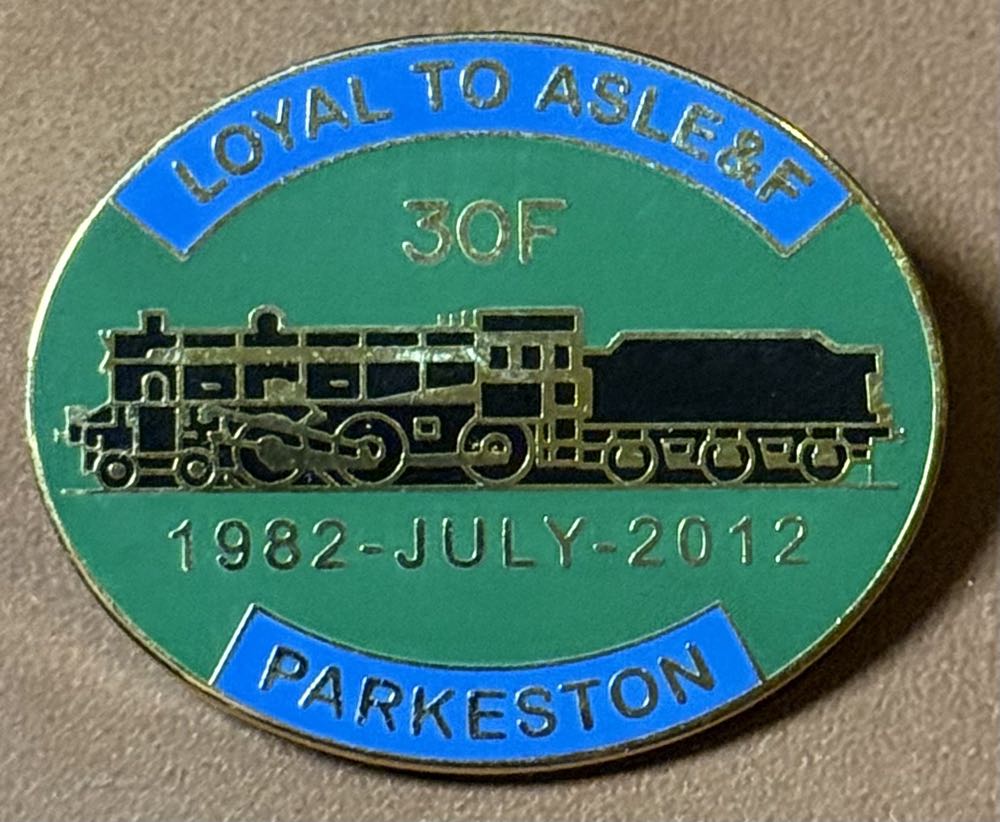 LOYAL TO ASLE&F
30F
1982-JULY-2012
PARKESTON